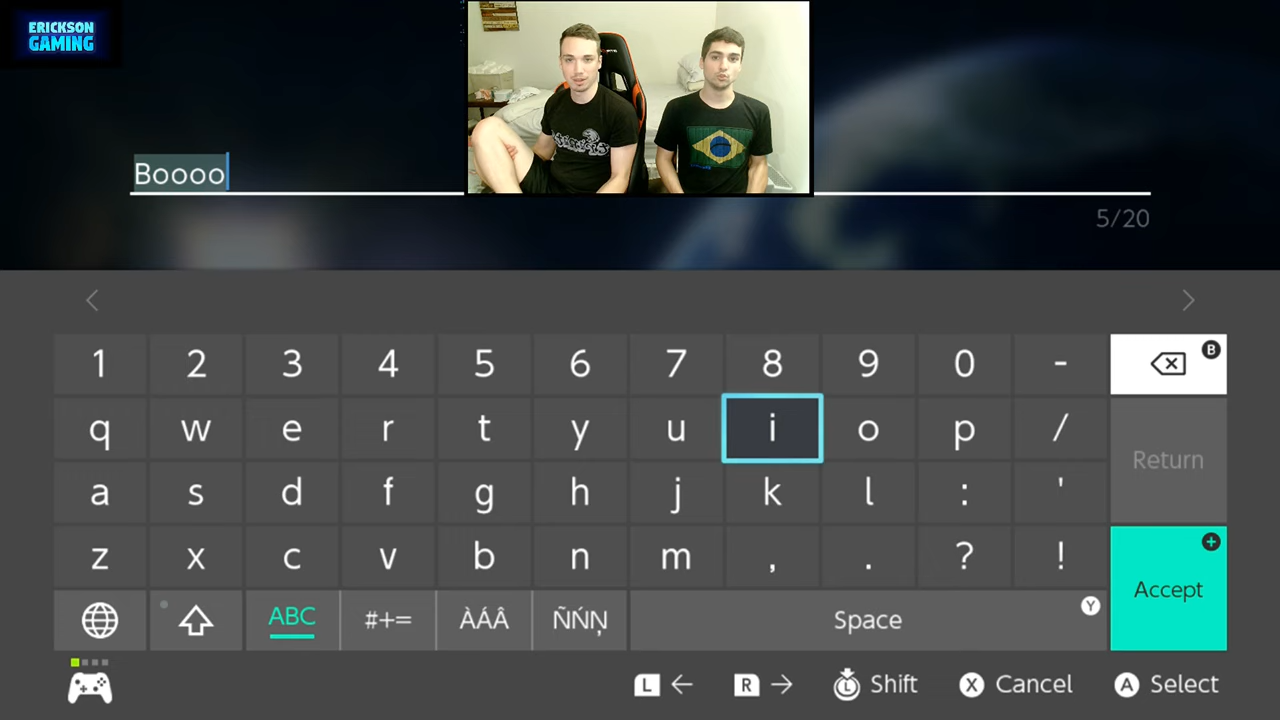 ERICKSON
GAMING
Boooo
5/20
1 2 3 4 5 6 7 8 9 0 -
B
q w e r t y u i o p /
Return
a s d f g h j k l : '
z x c v b n m , . ? !
+
Accept
ABC #+= ÀÁÂ ÑŃŅ Space Y
L ← R → L Shift X Cancel A Select